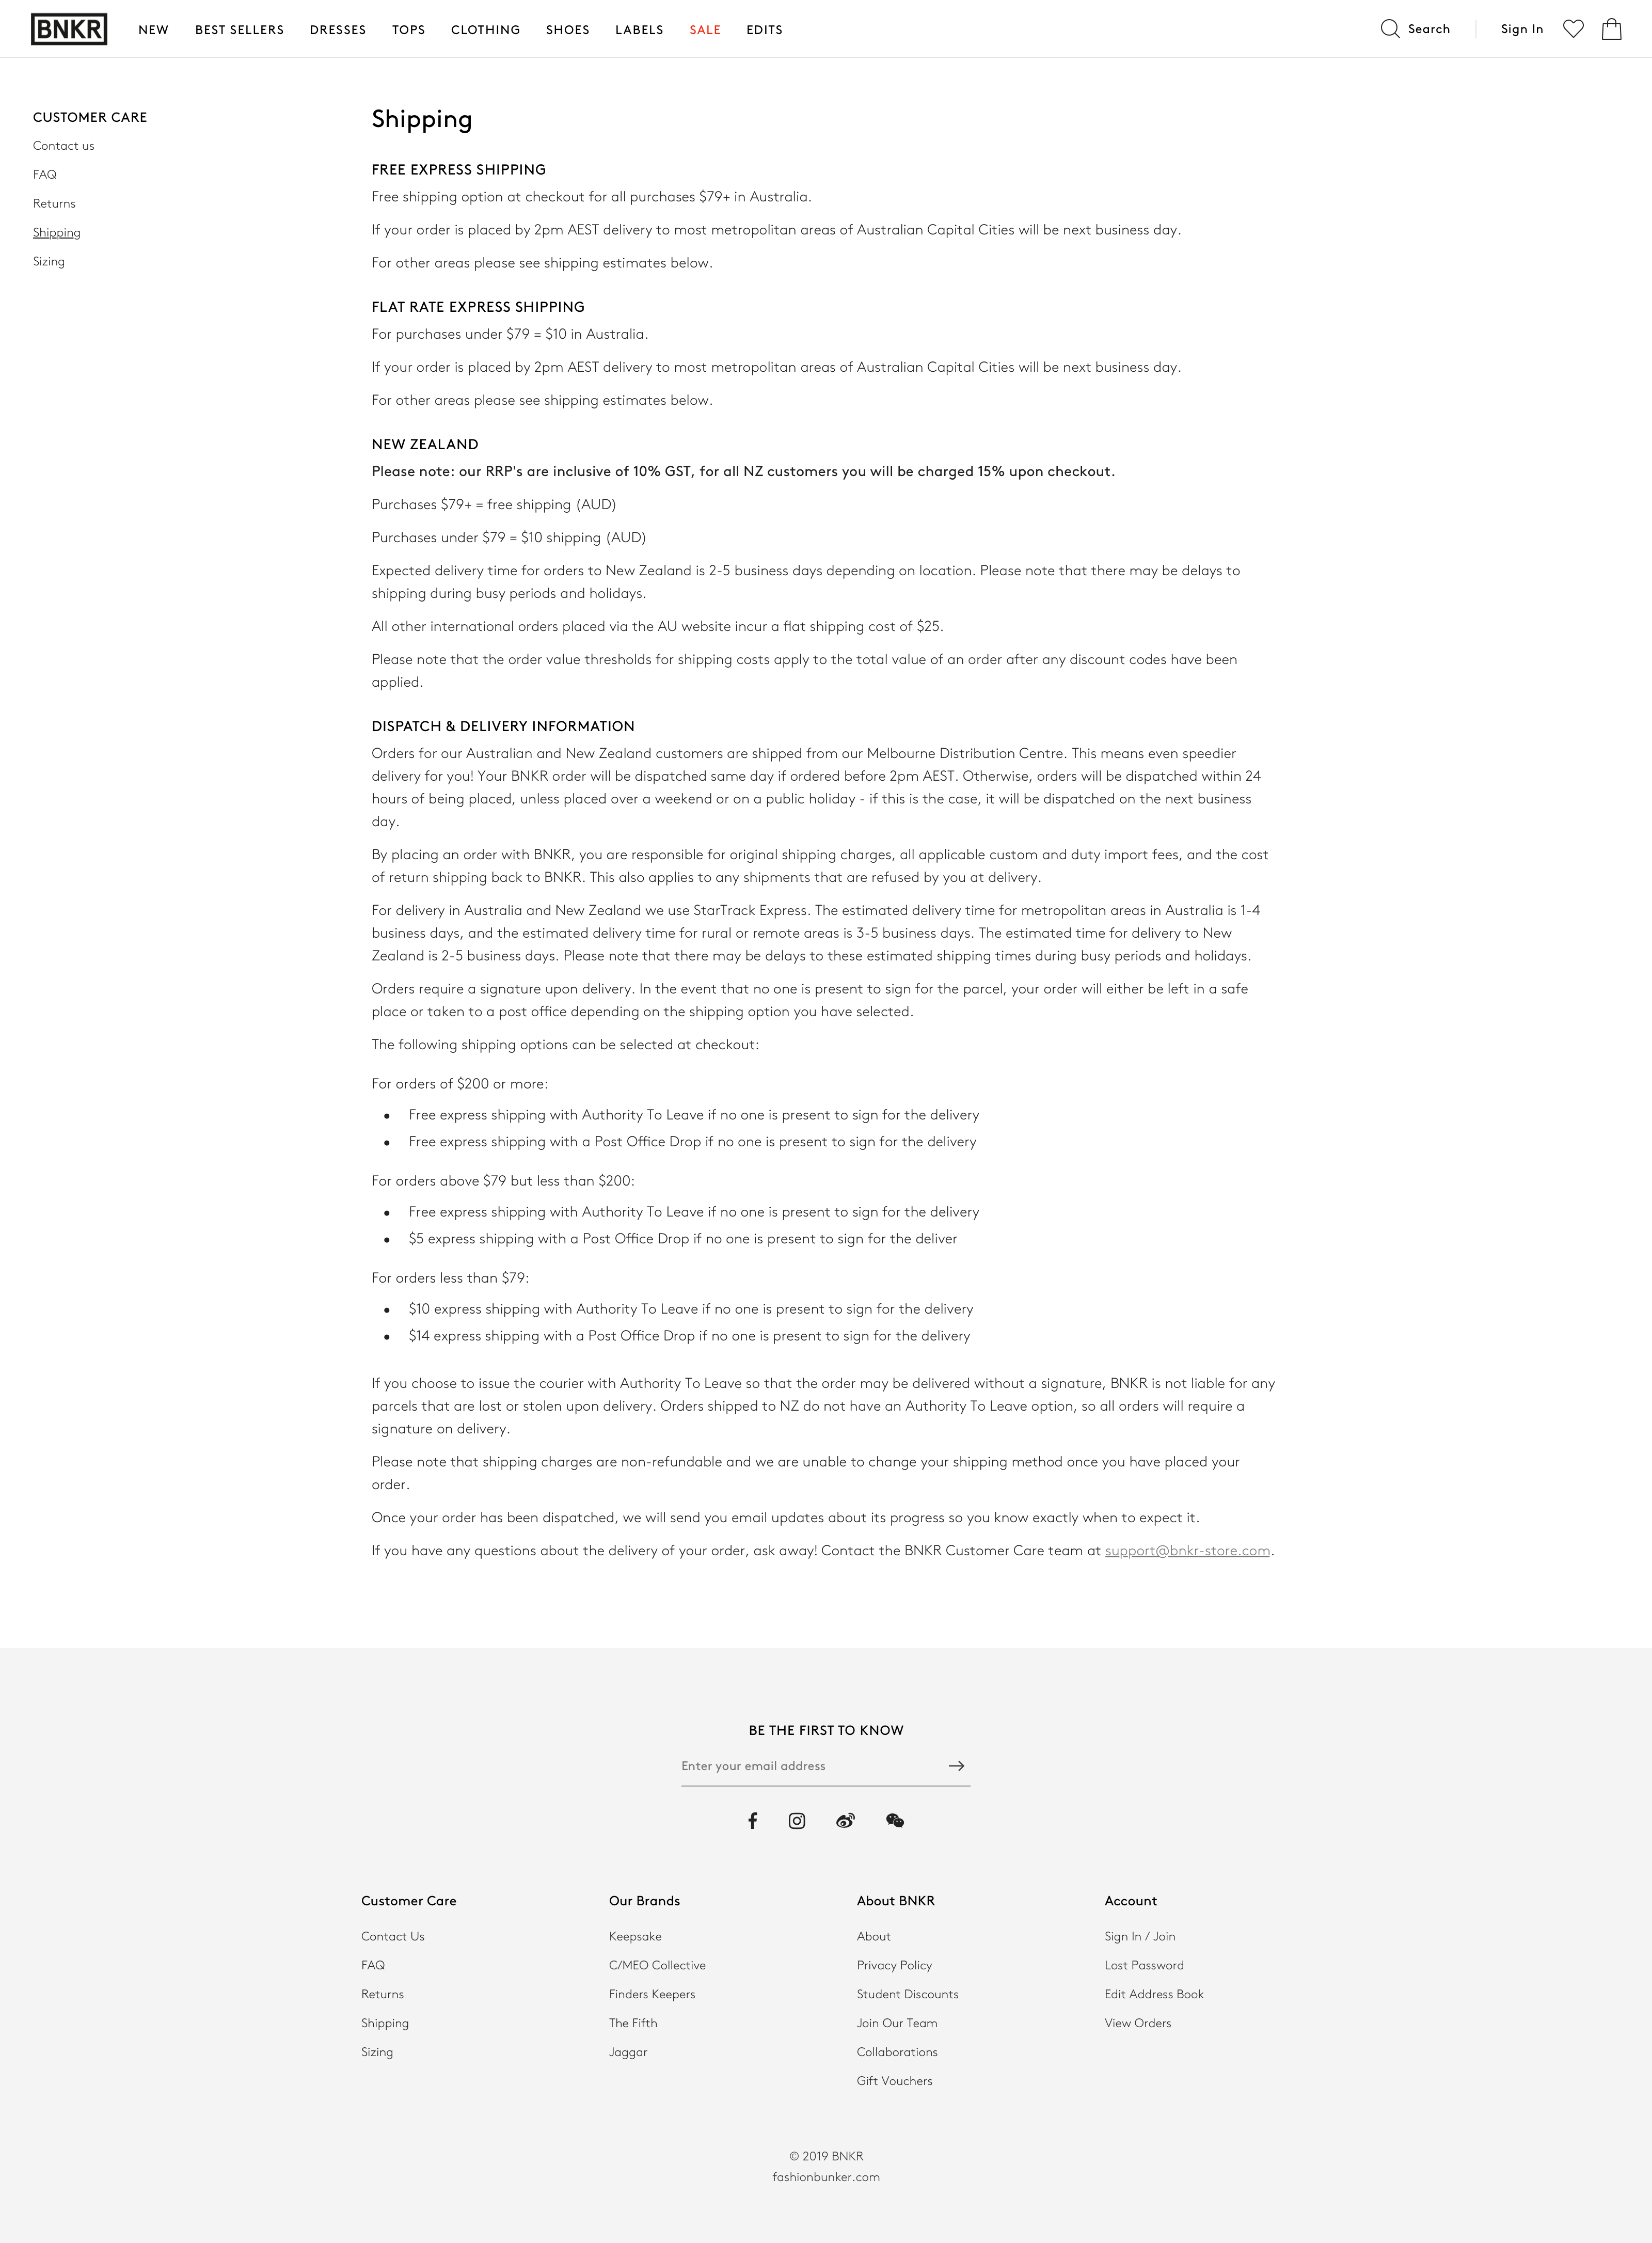 BNKR
NEW BEST SELLERS DRESSES TOPS CLOTHING SHOES LABELS SALE EDITS
Search Sign In
CUSTOMER CARE
Contact us
FAQ
Returns
Shipping
Sizing
Shipping
FREE EXPRESS SHIPPING
Free shipping option at checkout for all purchases $79+ in Australia.
If your order is placed by 2pm AEST delivery to most metropolitan areas of Australian Capital Cities will be next business day.
For other areas please see shipping estimates below.
FLAT RATE EXPRESS SHIPPING
For purchases under $79 = $10 in Australia.
If your order is placed by 2pm AEST delivery to most metropolitan areas of Australian Capital Cities will be next business day.
For other areas please see shipping estimates below.
NEW ZEALAND
Please note: our RRP's are inclusive of 10% GST, for all NZ customers you will be charged 15% upon checkout.
Purchases $79+ = free shipping (AUD)
Purchases under $79 = $10 shipping (AUD)
Expected delivery time for orders to New Zealand is 2-5 business days depending on location. Please note that there may be delays to
shipping during busy periods and holidays.
All other international orders placed via the AU website incur a flat shipping cost of $25.
Please note that the order value thresholds for shipping costs apply to the total value of an order after any discount codes have been
applied.
DISPATCH & DELIVERY INFORMATION
Orders for our Australian and New Zealand customers are shipped from our Melbourne Distribution Centre. This means even speedier
delivery for you! Your BNKR order will be dispatched same day if ordered before 2pm AEST. Otherwise, orders will be dispatched within 24
hours of being placed, unless placed over a weekend or on a public holiday - if this is the case, it will be dispatched on the next business
day.
By placing an order with BNKR, you are responsible for original shipping charges, all applicable custom and duty import fees, and the cost
of return shipping back to BNKR. This also applies to any shipments that are refused by you at delivery.
For delivery in Australia and New Zealand we use StarTrack Express. The estimated delivery time for metropolitan areas in Australia is 1-4
business days, and the estimated delivery time for rural or remote areas is 3-5 business days. The estimated time for delivery to New
Zealand is 2-5 business days. Please note that there may be delays to these estimated shipping times during busy periods and holidays.
Orders require a signature upon delivery. In the event that no one is present to sign for the parcel, your order will either be left in a safe
place or taken to a post office depending on the shipping option you have selected.
The following shipping options can be selected at checkout:
For orders of $200 or more:
• Free express shipping with Authority To Leave if no one is present to sign for the delivery
• Free express shipping with a Post Office Drop if no one is present to sign for the delivery
For orders above $79 but less than $200:
• Free express shipping with Authority To Leave if no one is present to sign for the delivery
• $5 express shipping with a Post Office Drop if no one is present to sign for the deliver
For orders less than $79:
• $10 express shipping with Authority To Leave if no one is present to sign for the delivery
• $14 express shipping with a Post Office Drop if no one is present to sign for the delivery
If you choose to issue the courier with Authority To Leave so that the order may be delivered without a signature, BNKR is not liable for any
parcels that are lost or stolen upon delivery. Orders shipped to NZ do not have an Authority To Leave option, so all orders will require a
signature on delivery.
Please note that shipping charges are non-refundable and we are unable to change your shipping method once you have placed your
order.
Once your order has been dispatched, we will send you email updates about its progress so you know exactly when to expect it.
If you have any questions about the delivery of your order, ask away! Contact the BNKR Customer Care team at support@bnkr-store.com.
BE THE FIRST TO KNOW
Enter your email address
Customer Care
Contact Us
FAQ
Returns
Shipping
Sizing
Our Brands
Keepsake
C/MEO Collective
Finders Keepers
The Fifth
Jaggar
About BNKR
About
Privacy Policy
Student Discounts
Join Our Team
Collaborations
Gift Vouchers
Account
Sign In / Join
Lost Password
Edit Address Book
View Orders
© 2019 BNKR
fashionbunker.com